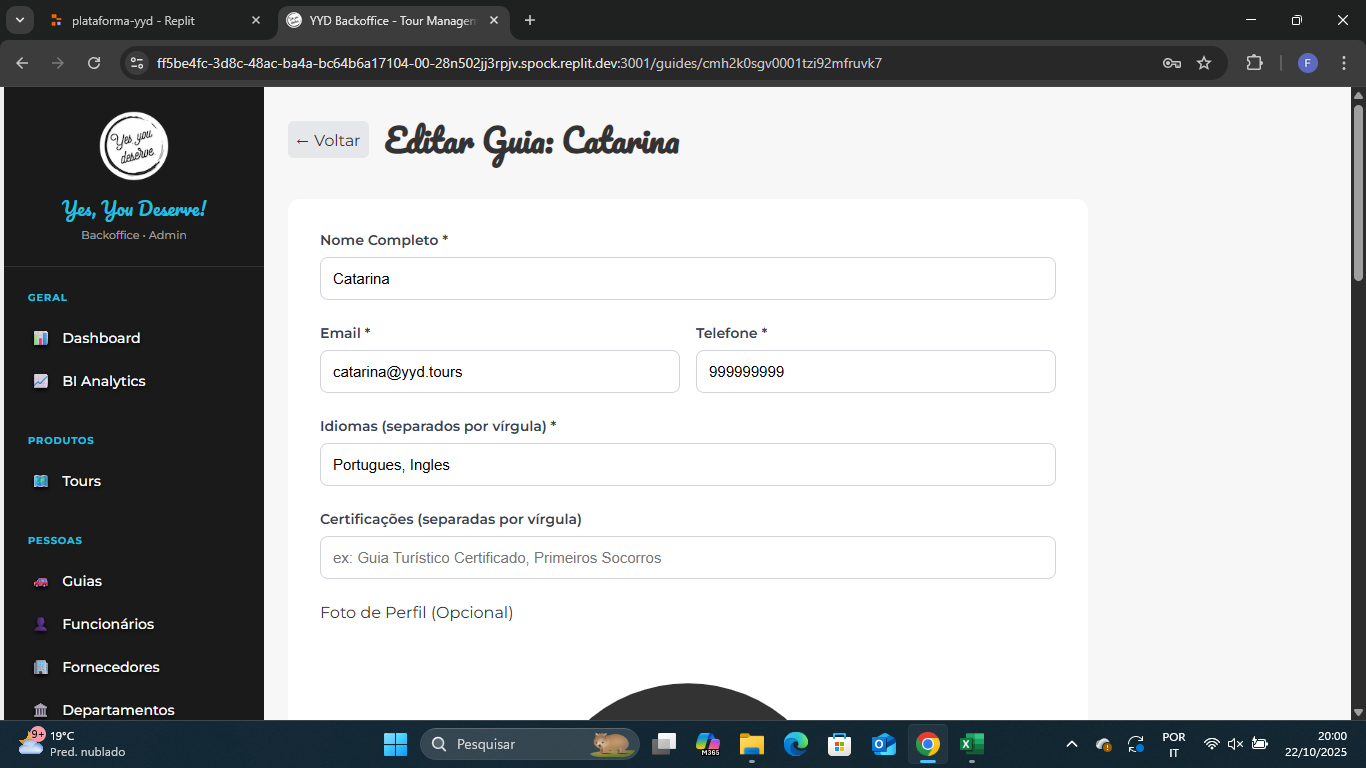 plataforma-yyd - Replit
YYD Backoffice - Tour Managem
ff5be4fc-3d8c-48ac-ba4a-bc64b6a17104-00-28n502jj3rpjv.spock.replit.dev:3001/guides/cmh2k0sgv0001tzi92mfruvk7
F
Yes you
deserve.
Yes, You Deserve!
Backoffice • Admin
GERAL
Dashboard
BI Analytics
PRODUTOS
Tours
PESSOAS
Guias
Funcionários
Fornecedores
Departamentos
← Voltar
Editar Guia: Catarina
Nome Completo *
Catarina
Email *
Telefone *
catarina@yyd.tours
999999999
Idiomas (separados por vírgula) *
Portugues, Ingles
Certificações (separadas por vírgula)
ex: Guia Turístico Certificado, Primeiros Socorros
Foto de Perfil (Opcional)
9+
19°C
Pred. nublado
Pesquisar
M365
POR
IT
20:00
22/10/2025